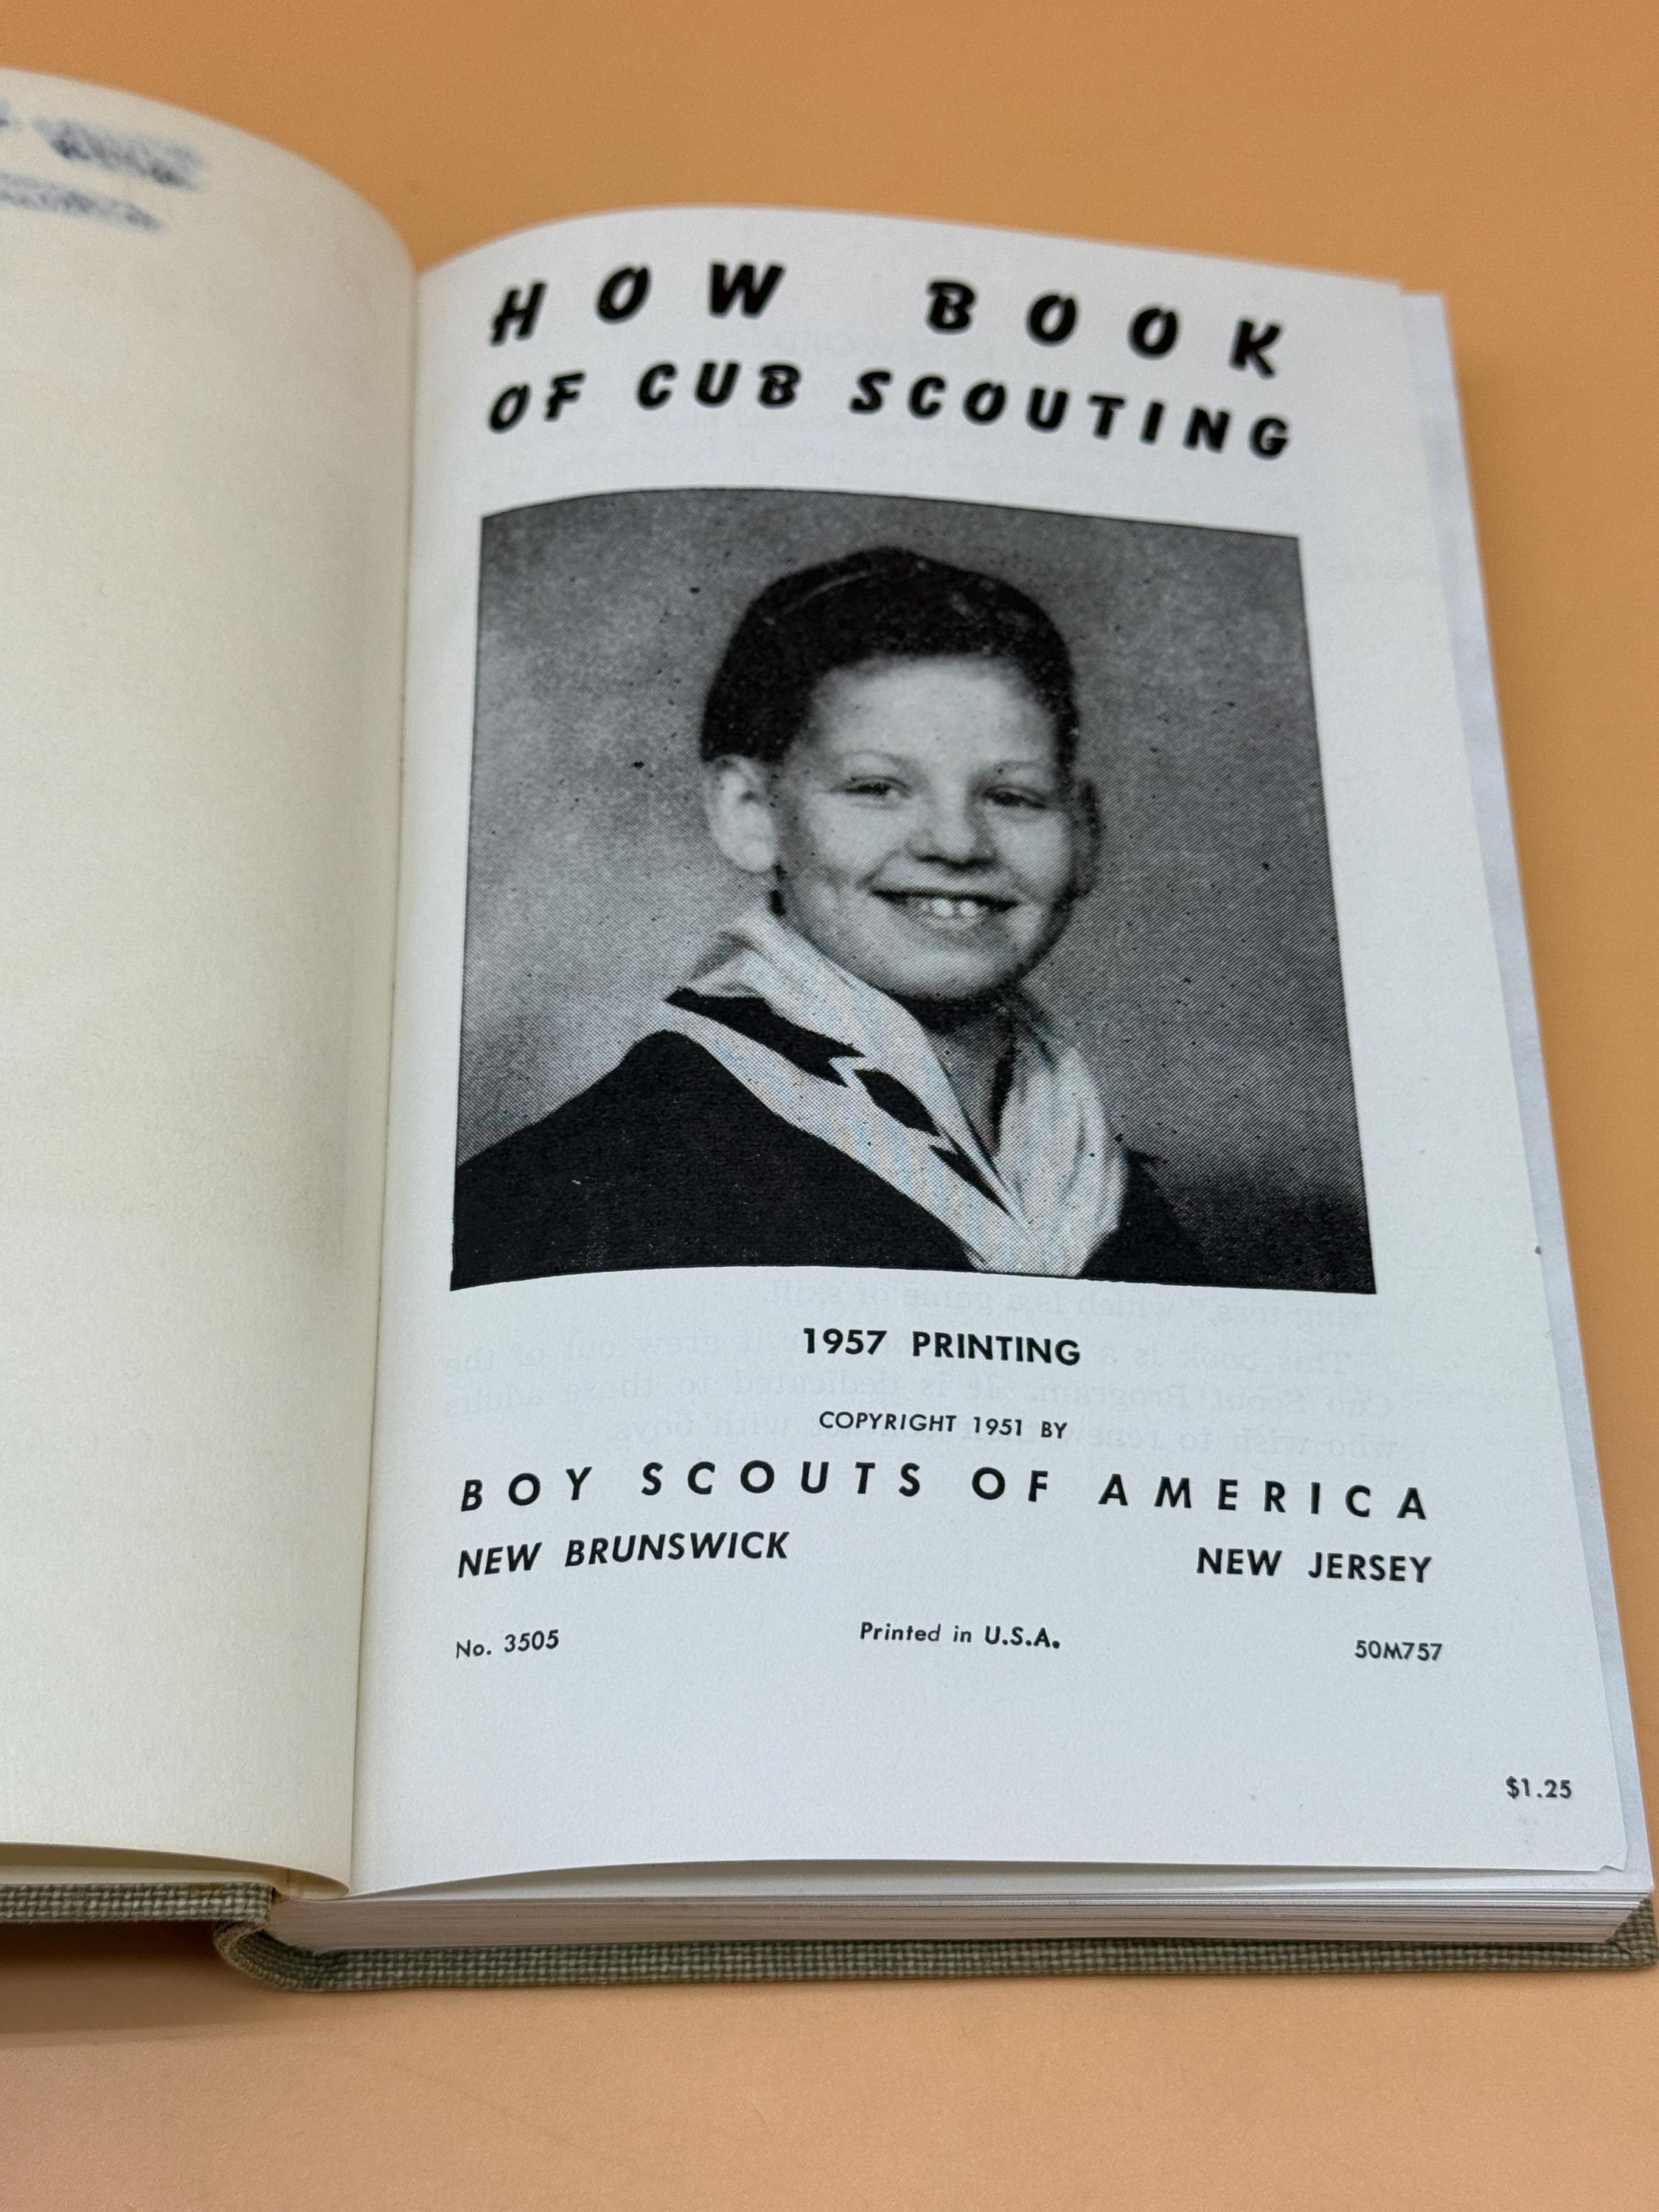 HOW BOOK
OF CUB SCOUTING
1957 PRINTING
COPYRIGHT 1951 BY
BOY SCOUTS OF AMERICA
NEW BRUNSWICK NEW JERSEY
No. 3505 Printed in U.S.A. 50M757
$1.25